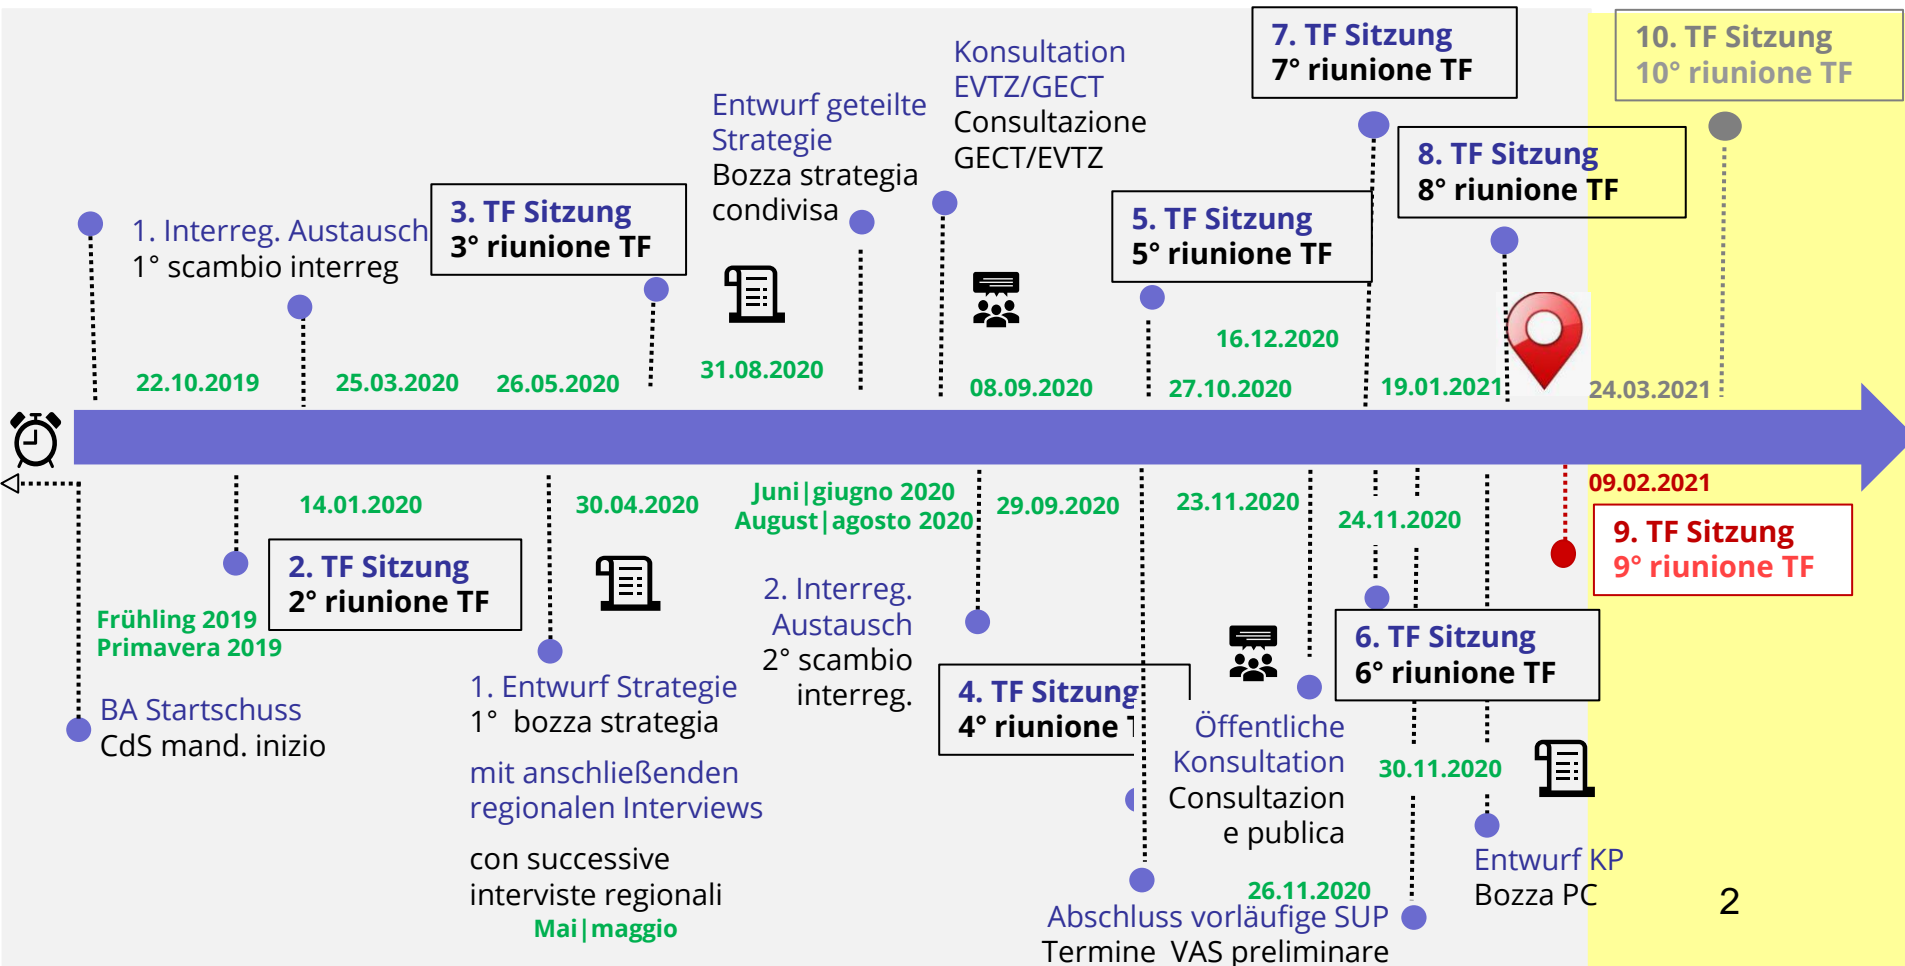 7. TF Sitzung
7° riunione TF
10. TF Sitzung
10° riunione TF
Konsultation
EVTZ/GECT
Consultazione
GECT/EVTZ
Entwurf geteilte
Strategie
Bozza strategia
condivisa
8. TF Sitzung
8° riunione TF
3. TF Sitzung
3° riunione TF
5. TF Sitzung
5° riunione TF
1. Interreg. Austausch
1° scambio interreg
16.12.2020
22.10.2019
25.03.2020
26.05.2020
31.08.2020
08.09.2020
27.10.2020
19.01.2021
24.03.2021
14.01.2020
30.04.2020
Juni|giugno 2020
August|agosto 2020
29.09.2020
23.11.2020
24.11.2020
09.02.2021
9. TF Sitzung
9° riunione TF
2. TF Sitzung
2° riunione TF
Frühling 2019
Primavera 2019
2. Interreg.
Austausch
2° scambio
interreg.
6. TF Sitzung
6° riunione TF
BA Startschuss
CdS mand. inizio
1. Entwurf Strategie
1° bozza strategia
mit anschließenden
regionalen Interviews
con successive
interviste regionali
Mai|maggio
4. TF Sitzung
4° riunione
Öffentliche
Konsultation
Consultazion
e publica
30.11.2020
Entwurf KP
Bozza PC
26.11.2020
Abschluss vorläufige SUP
Termine VAS preliminare
2